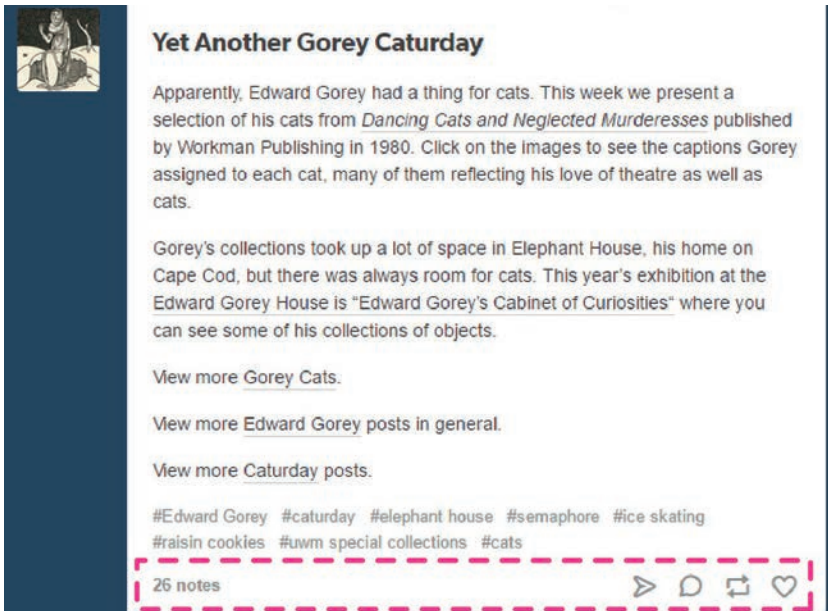 Yet Another Gorey Caturday
Apparently, Edward Gorey had a thing for cats. This week we present a
selection of his cats from Dancing Cats and Neglected Murderesses published
by Workman Publishing in 1980. Click on the images to see the captions Gorey
assigned to each cat, many of them reflecting his love of theatre as well as
cats.
Gorey's collections took up a lot of space in Elephant House, his home on
Cape Cod, but there was always room for cats. This year's exhibition at the
Edward Gorey House is “Edward Gorey's Cabinet of Curiosities“ where you
can see some of his collections of objects.
View more Gorey Cats.
View more Edward Gorey posts in general.
View more Caturday posts.
#Edward Gorey #caturday #elephant house #semaphore #ice skating
#raisin cookies #uwm special collections #cats
26 notes